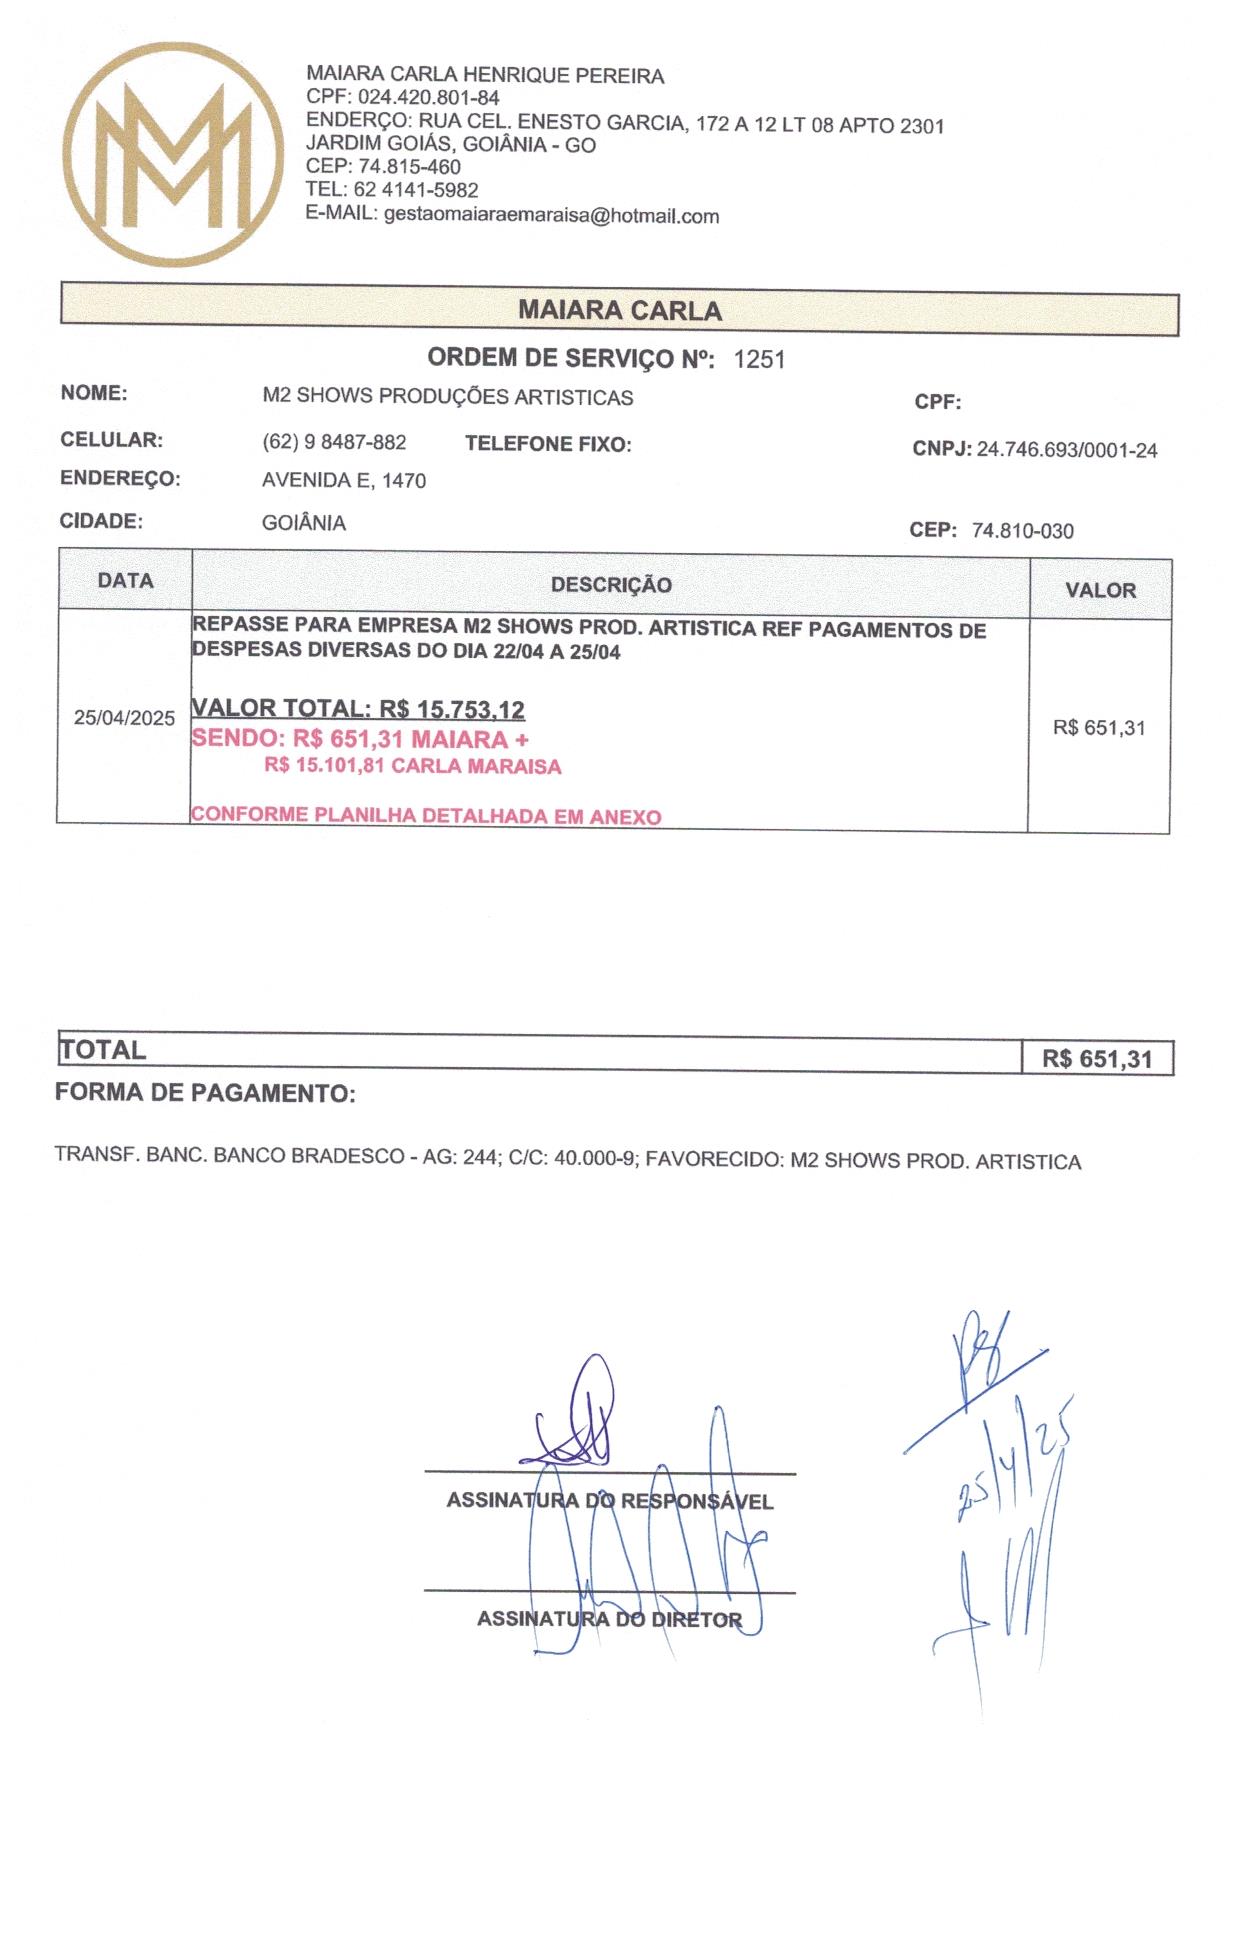 MAIARA CARLA HENRIQUE PEREIRA
CPF: 024.420.801-84
ENDERÇO: RUA CEL. ENESTO GARCIA, 172 A 12 LT 08 APTO 2301
JARDIM GOIÁS, GOIÂNIA - GO
CEP: 74.815-460
TEL: 62 4141-5982
E-MAIL: gestaomaiaraemaraisa@hotmail.com
MAIARA CARLA
ORDEM DE SERVIÇO Nº: 1251
NOME: M2 SHOWS PRODUÇÕES ARTISTICAS CPF:
CELULAR: (62) 9 8487-882 TELEFONE FIXO: CNPJ: 24.746.693/0001-24
ENDEREÇO: AVENIDA E, 1470
CIDADE: GOIÂNIA CEP: 74.810-030
DATA DESCRIÇÃO VALOR
REPASSE PARA EMPRESA M2 SHOWS PROD. ARTISTICA REF PAGAMENTOS DE
DESPESAS DIVERSAS DO DIA 22/04 A 25/04
VALOR TOTAL: R$ 15.753,12
25/04/2025 R$ 651,31
SENDO: R$ 651,31 MAIARA +
R$ 15.101,81 CARLA MARAISA
CONFORME PLANILHA DETALHADA EM ANEXO
TOTAL R$ 651,31
FORMA DE PAGAMENTO:
TRANSF. BANC. BANCO BRADESCO - AG: 244; C/C: 40.000-9; FAVORECIDO: M2 SHOWS PROD. ARTISTICA
25/4/25
ASSINATURA DO RESPONSÁVEL
ASSINATURA DO DIRETOR